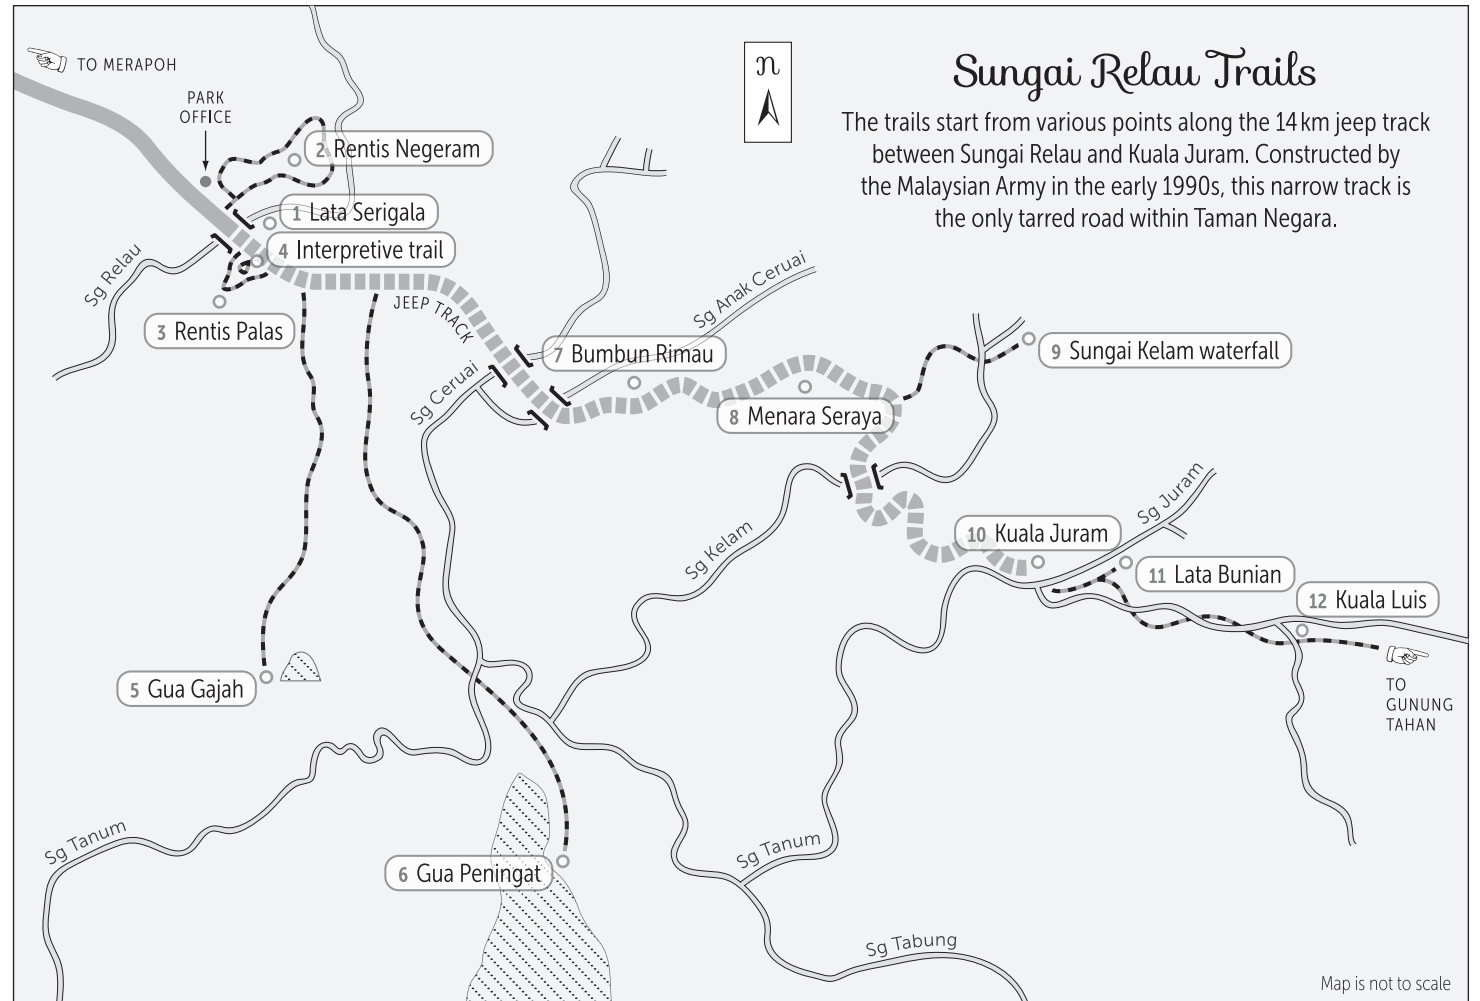 TO MERAPOH
PARK
OFFICE
n
Sungai Relau Trails
The trails start from various points along the 14 km jeep track
between Sungai Relau and Kuala Juram. Constructed by
the Malaysian Army in the early 1990s, this narrow track is
the only tarred road within Taman Negara.
2 Rentis Negeram
1 Lata Serigala
4 Interpretive trail
Sg Relau
3 Rentis Palas
JEEP TRACK
Sg Anak Ceruai
7 Bumbun Rimau
9 Sungai Kelam waterfall
Sg Ceruai
8 Menara Seraya
Sg Juram
10 Kuala Juram
Sg Kelam
11 Lata Bunian
12 Kuala Luis
5 Gua Gajah
TO
GUNUNG
TAHAN
Sg Tanum
Sg Tanum
6 Gua Peningat
Sg Tabung
Map is not to scale